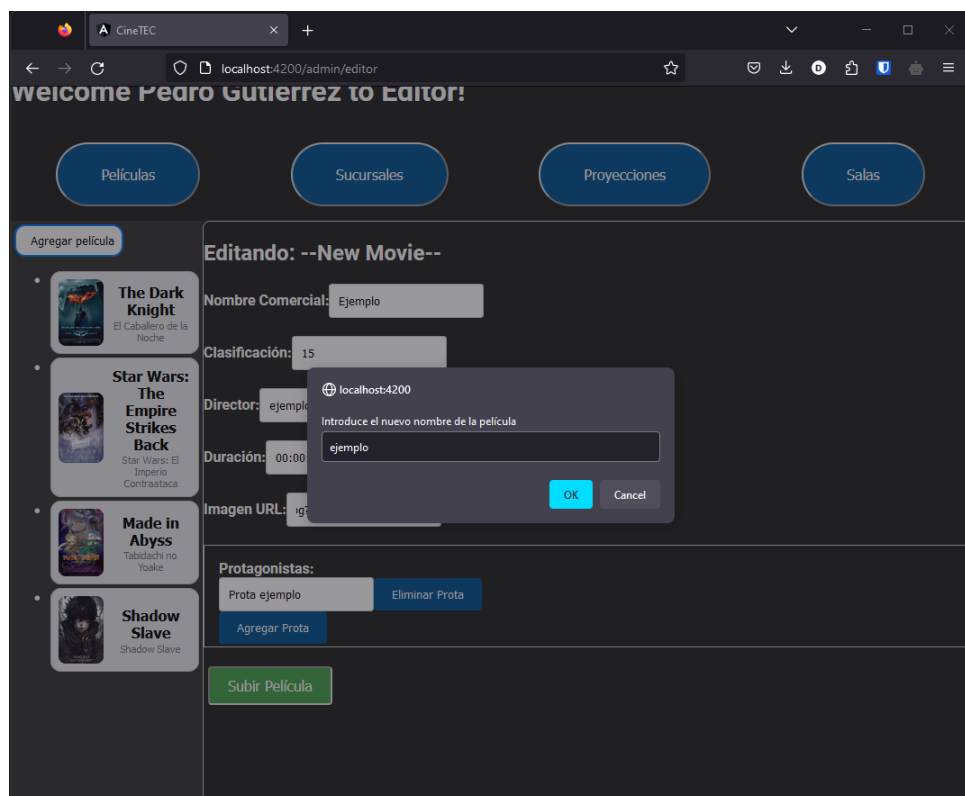 CineTEC
localhost:4200/admin/editor
Welcome Pedro Gutierrez to Editor!
Películas
Sucursales
Proyecciones
Salas
Agregar película
The Dark
Knight
El Caballero de la
Noche
Star Wars:
The
Empire
Strikes
Back
Star Wars: El
Imperio
Contraataca
Made in
Abyss
Tabidachi no
Yoake
Shadow
Slave
Shadow Slave
Editando: --New Movie--
Nombre Comercial: Ejemplo
Clasificación: 15
Director: ejemplo
Duración: 00:00
Imagen URL:
localhost:4200
Introduce el nuevo nombre de la película
ejemplo
OK
Cancel
Protagonistas:
Prota ejemplo
Eliminar Prota
Agregar Prota
Subir Película